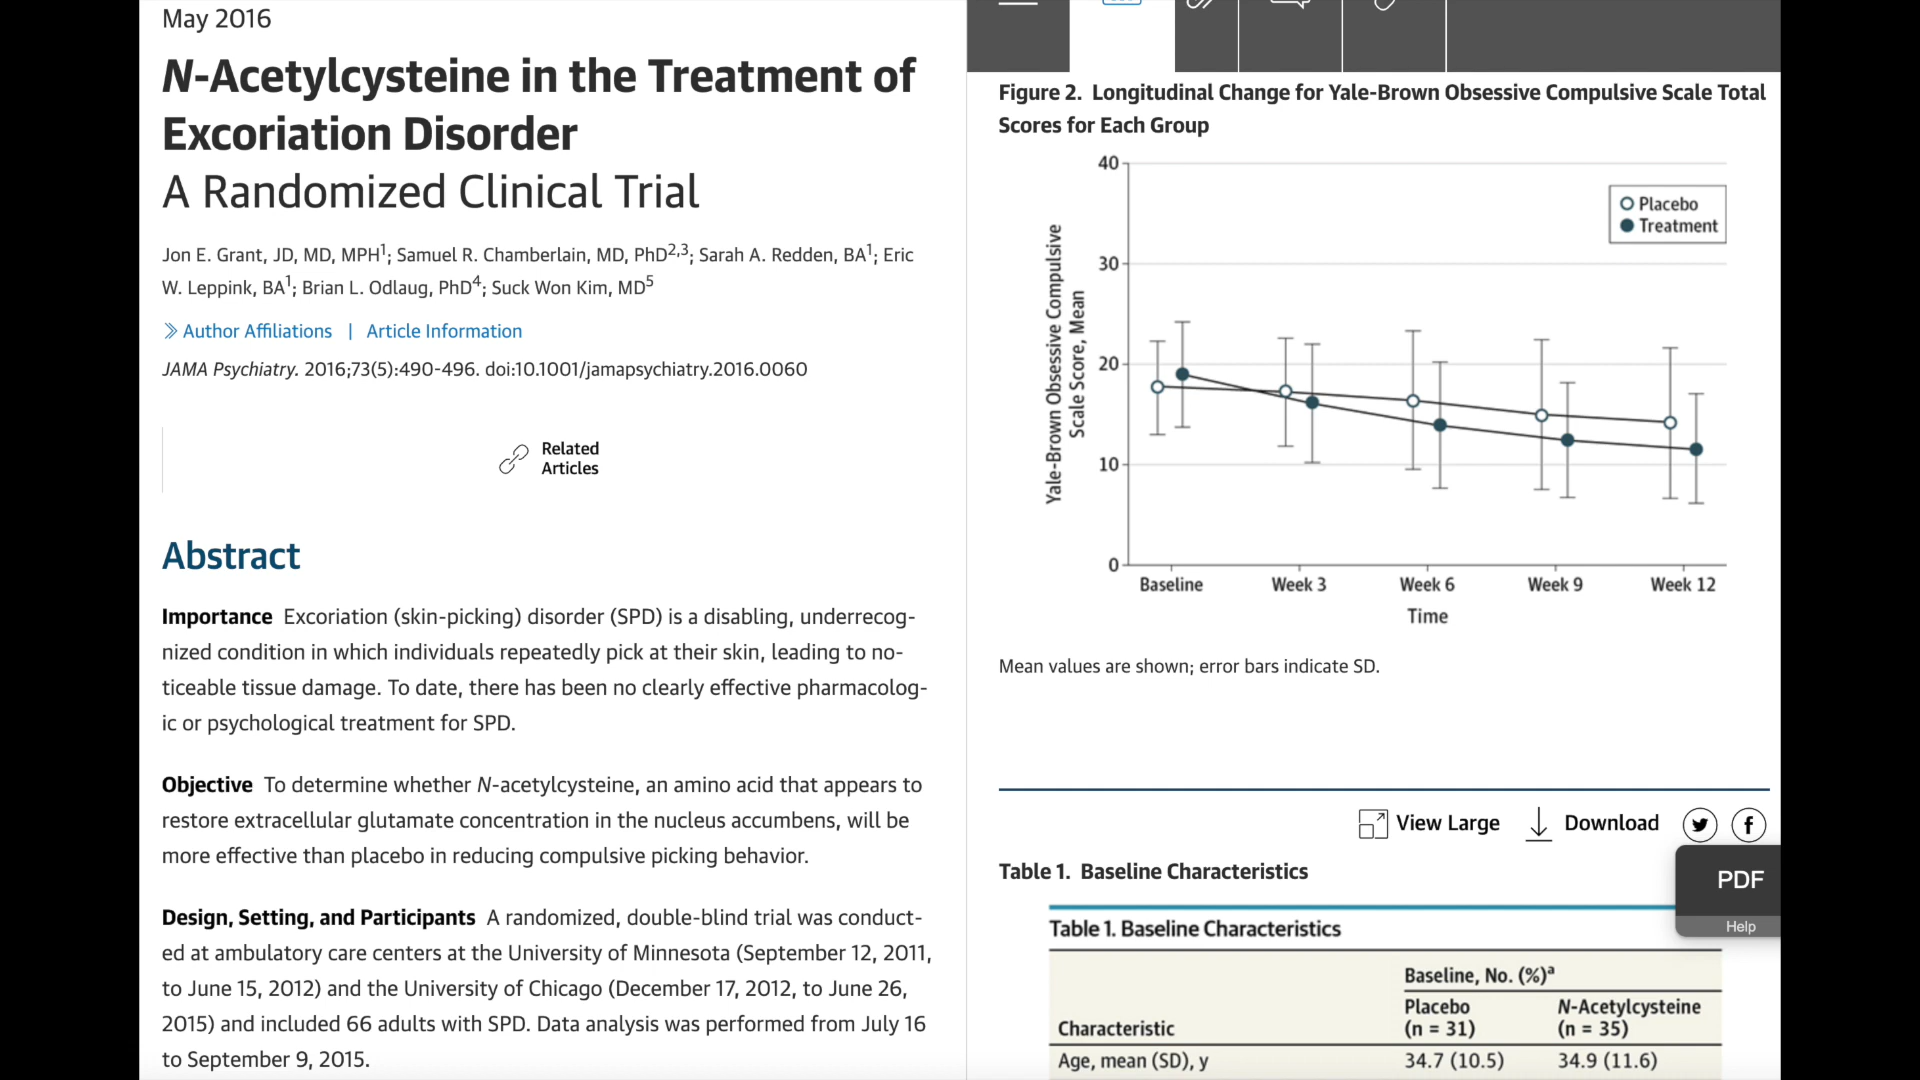 May 2016
N-Acetylcysteine in the Treatment of
Excoriation Disorder
A Randomized Clinical Trial
Jon E. Grant, JD, MD, MPH1; Samuel R. Chamberlain, MD, PhD2,3; Sarah A. Redden, BA1; Eric
W. Leppink, BA1; Brian L. Odlaug, PhD4; Suck Won Kim, MD5
Author Affiliations | Article Information
JAMA Psychiatry. 2016;73(5):490-496. doi:10.1001/jamapsychiatry.2016.0060
Related
Articles
Abstract
Importance Excoriation (skin-picking) disorder (SPD) is a disabling, underrecog-
nized condition in which individuals repeatedly pick at their skin, leading to no-
ticeable tissue damage. To date, there has been no clearly effective pharmacolog-
ic or psychological treatment for SPD.
Objective To determine whether N-acetylcysteine, an amino acid that appears to
restore extracellular glutamate concentration in the nucleus accumbens, will be
more effective than placebo in reducing compulsive picking behavior.
Design, Setting, and Participants A randomized, double-blind trial was conduct-
ed at ambulatory care centers at the University of Minnesota (September 12, 2011,
to June 15, 2012) and the University of Chicago (December 17, 2012, to June 26,
2015) and included 66 adults with SPD. Data analysis was performed from July 16
to September 9, 2015.
Figure 2. Longitudinal Change for Yale-Brown Obsessive Compulsive Scale Total
Scores for Each Group
Yale-Brown Obsessive Compulsive
Scale Score, Mean
40
30
20
10
0
Placebo
Treatment
Baseline Week 3 Week 6 Week 9 Week 12
Time
Mean values are shown; error bars indicate SD.
View Large Download
PDF
Help
Table 1. Baseline Characteristics
Table 1. Baseline Characteristics
Baseline, No. (%)a
Placebo N-Acetylcysteine
Characteristic (n = 31) (n = 35)
Age, mean (SD), y 34.7 (10.5) 34.9 (11.6)